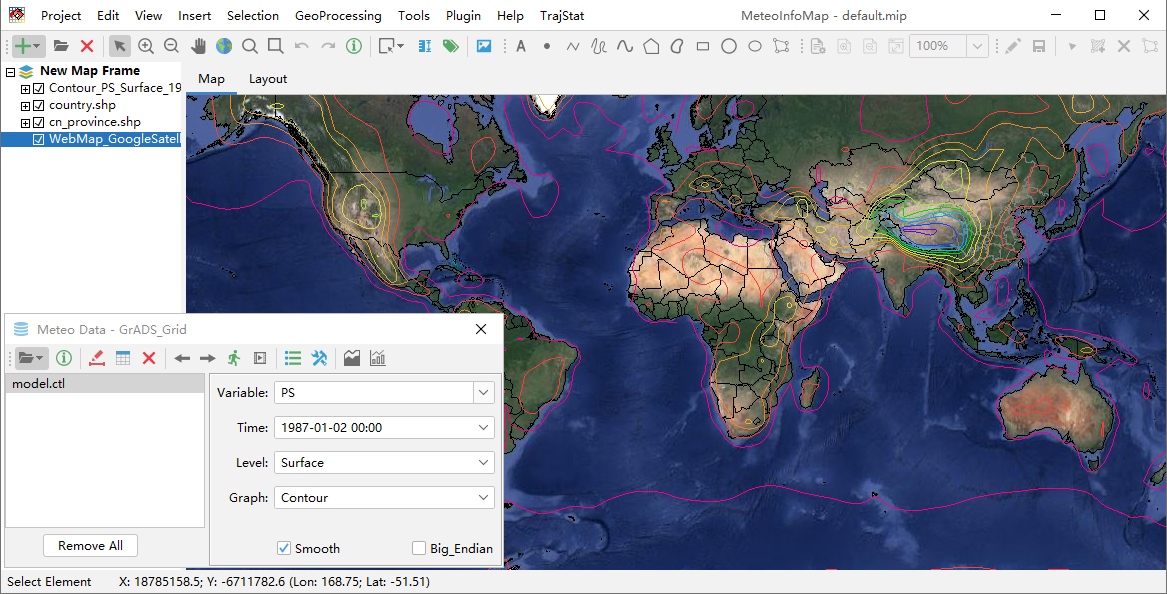 Project Edit View Insert Selection GeoProcessing Tools Plugin Help TrajStat MeteoInfoMap - default.mip
A 100%
New Map Frame
Contour_PS_Surface_19
country.shp
cn_province.shp
WebMap_GoogleSatell
Map Layout
Meteo Data - GrADS_Grid
model.ctl
Variable: PS
Time: 1987-01-02 00:00
Level: Surface
Graph: Contour
Remove All
Smooth Big_Endian
Select Element X: 18785158.5; Y: -6711782.6 (Lon: 168.75; Lat: -51.51)